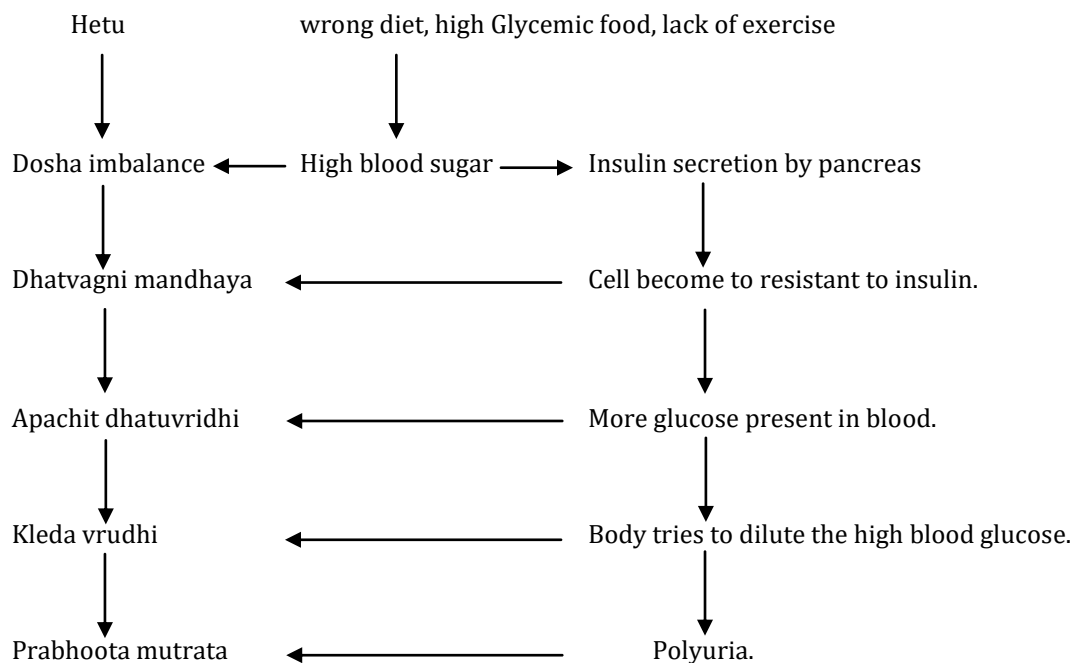 Hetu wrong diet, high Glycemic food, lack of exercise
Dosha imbalance High blood sugar Insulin secretion by pancreas
Dhatvagni mandhaya Cell become to resistant to insulin.
Apachit dhatuvridhi More glucose present in blood.
Kleda vrudhi Body tries to dilute the high blood glucose.
Prabhoota mutrata Polyuria.